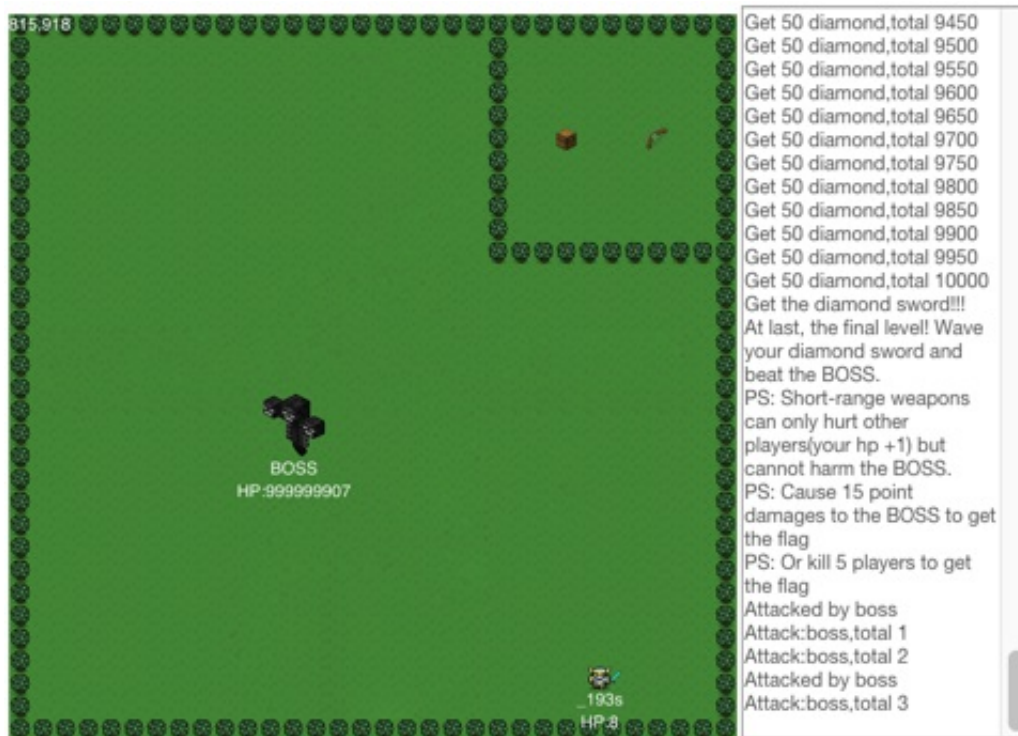 815,918
BOSS
HP:999999907
_193s
HP:8
Get 50 diamond,total 9450
Get 50 diamond,total 9500
Get 50 diamond,total 9550
Get 50 diamond,total 9600
Get 50 diamond,total 9650
Get 50 diamond,total 9700
Get 50 diamond,total 9750
Get 50 diamond,total 9800
Get 50 diamond,total 9850
Get 50 diamond,total 9900
Get 50 diamond,total 9950
Get 50 diamond,total 10000
Get the diamond sword!!!
At last, the final level! Wave
your diamond sword and
beat the BOSS.
PS: Short-range weapons
can only hurt other
players(your hp +1) but
cannot harm the BOSS.
PS: Cause 15 point
damages to the BOSS to get
the flag
PS: Or kill 5 players to get
the flag
Attacked by boss
Attack:boss,total 1
Attack:boss,total 2
Attacked by boss
Attack:boss,total 3